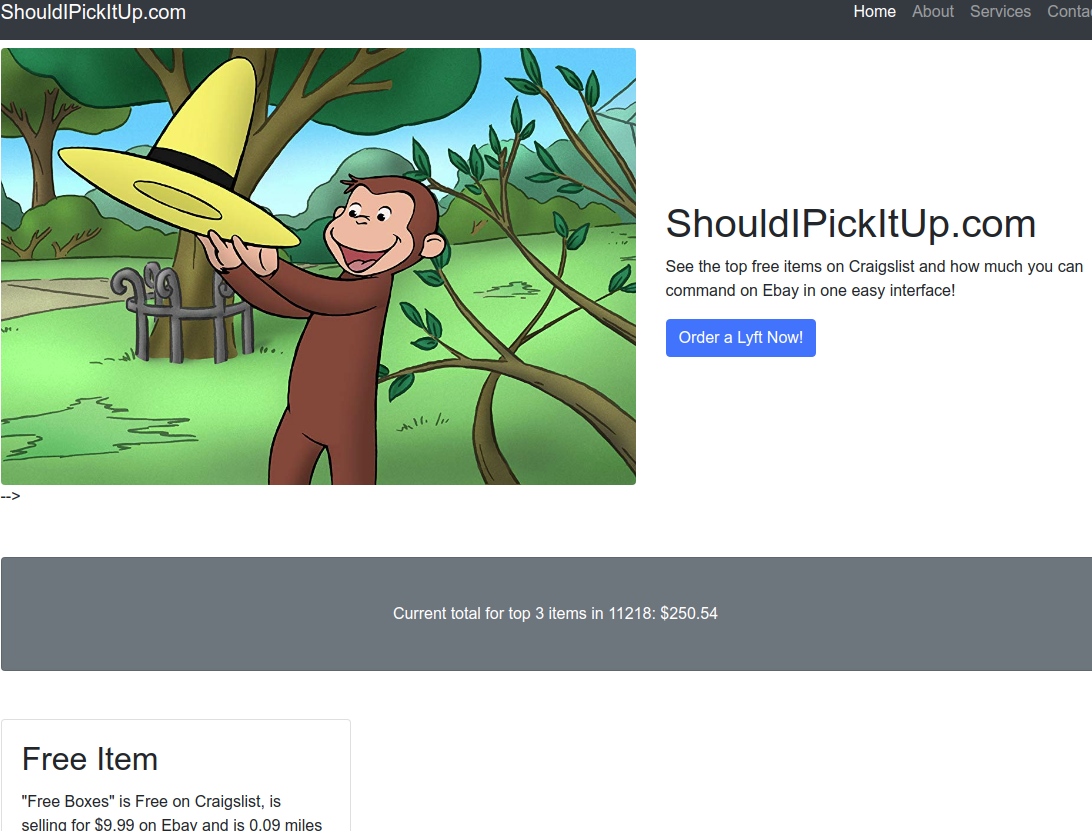 ShouldIPickItUp.com
Home About Services
ShouldIPickItUp.com
See the top free items on Craigslist and how much you can
command on Ebay in one easy interface!
Order a Lyft Now!
-->
Current total for top 3 items in 11218: $250.54
Free Item
"Free Boxes" is Free on Craigslist, is
selling for $9.99 on Ebay and is 0.09 miles